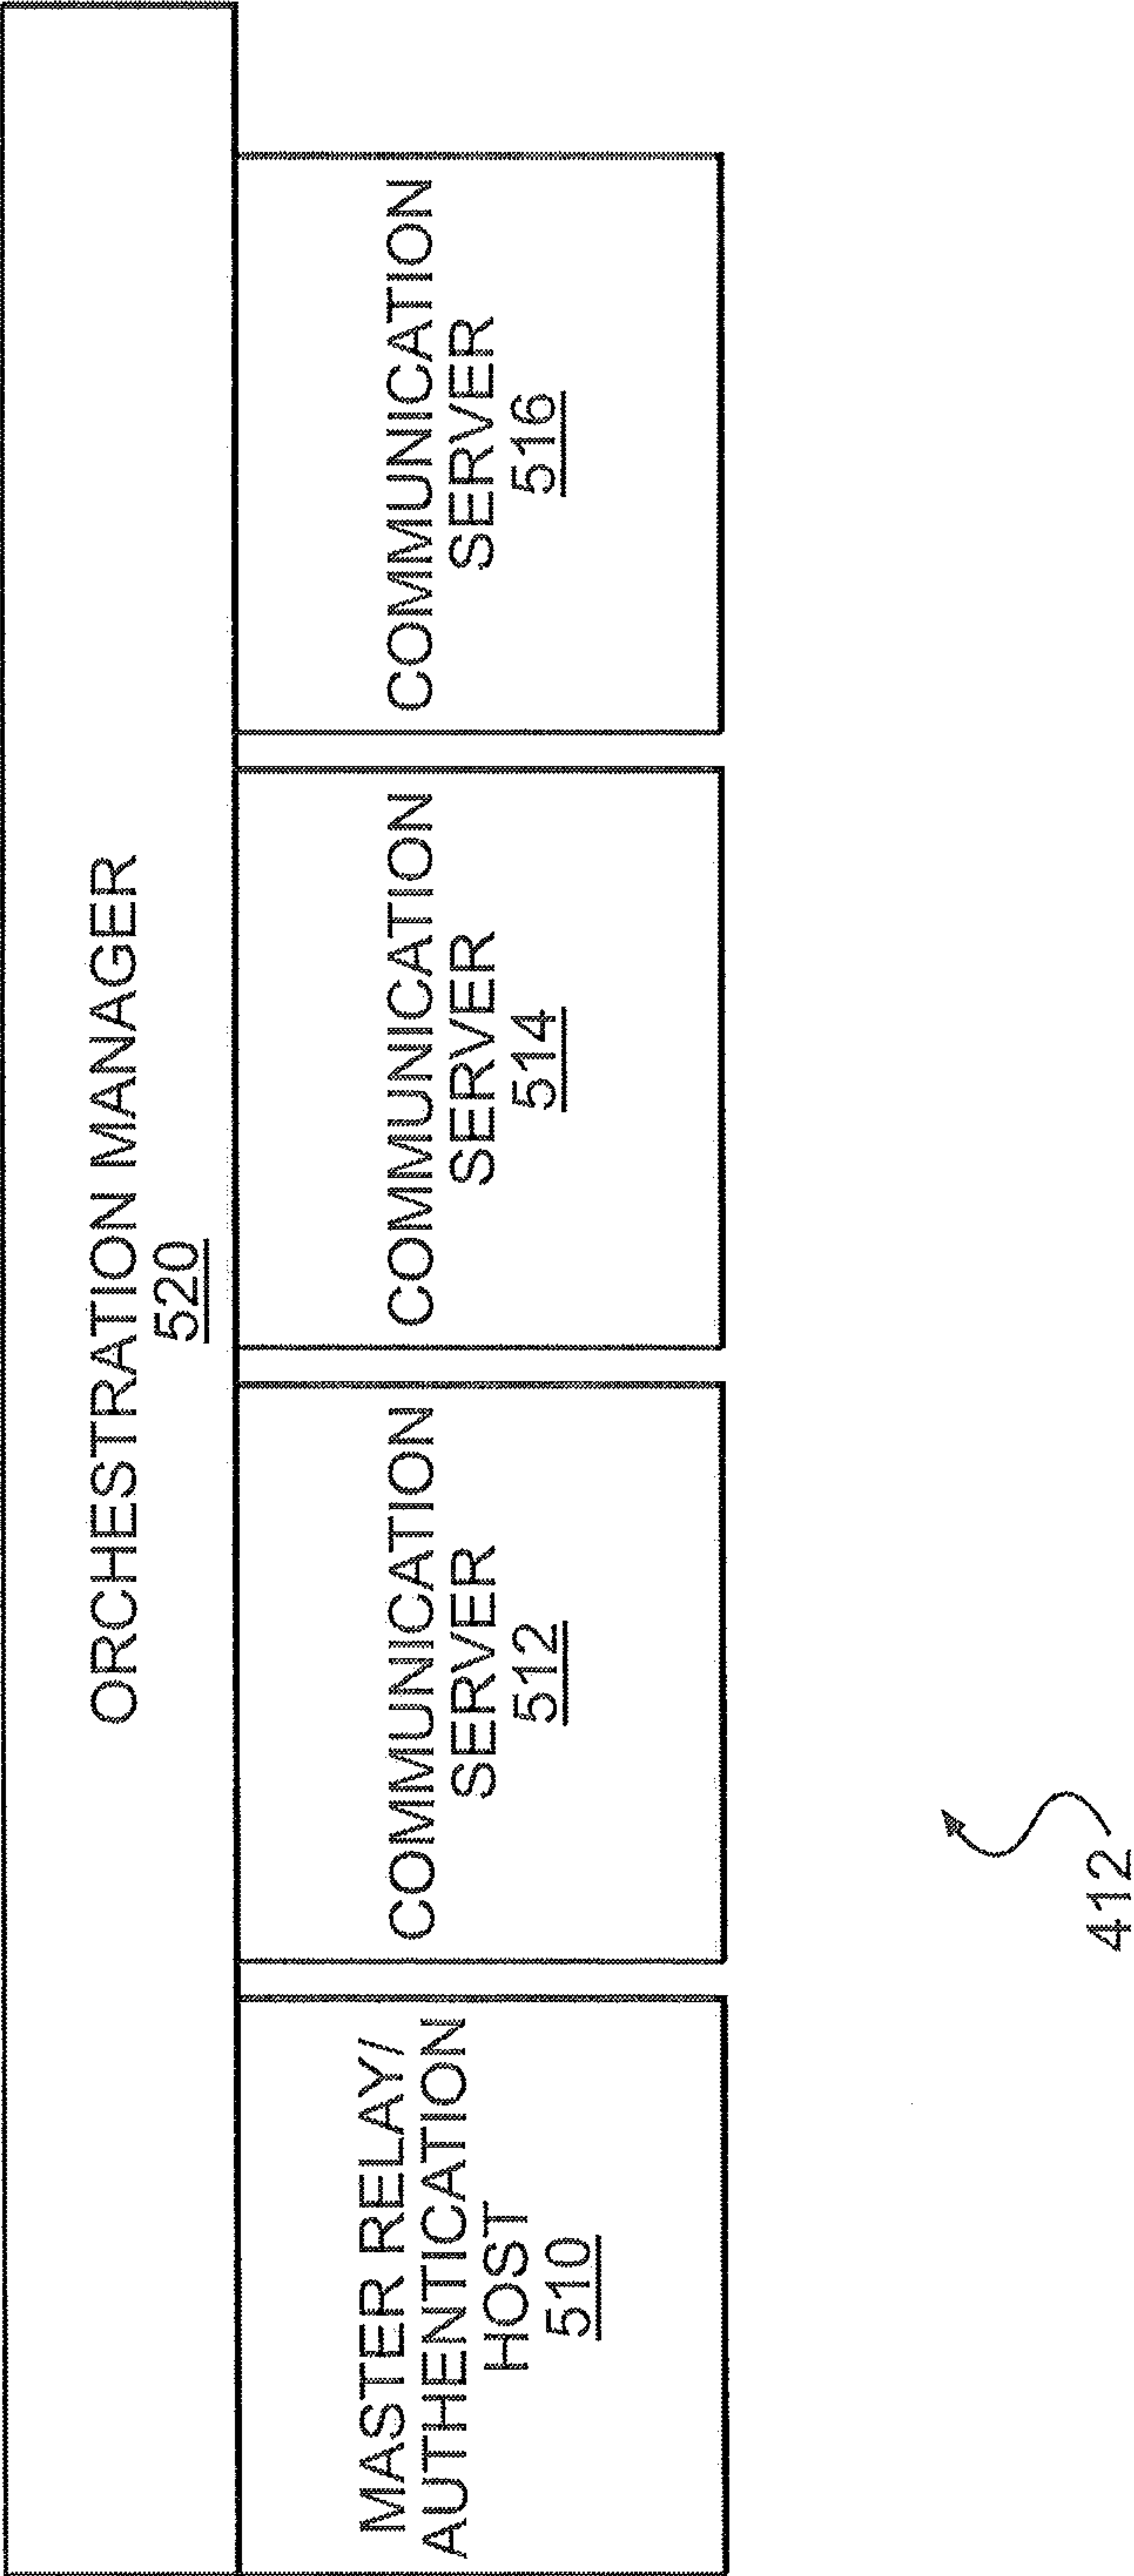 ORCHESTRATION MANAGER
520
MASTER RELAY/
AUTHENTICATION
HOST
510
COMMUNICATION
SERVER
512
COMMUNICATION
SERVER
514
COMMUNICATION
SERVER
516
412